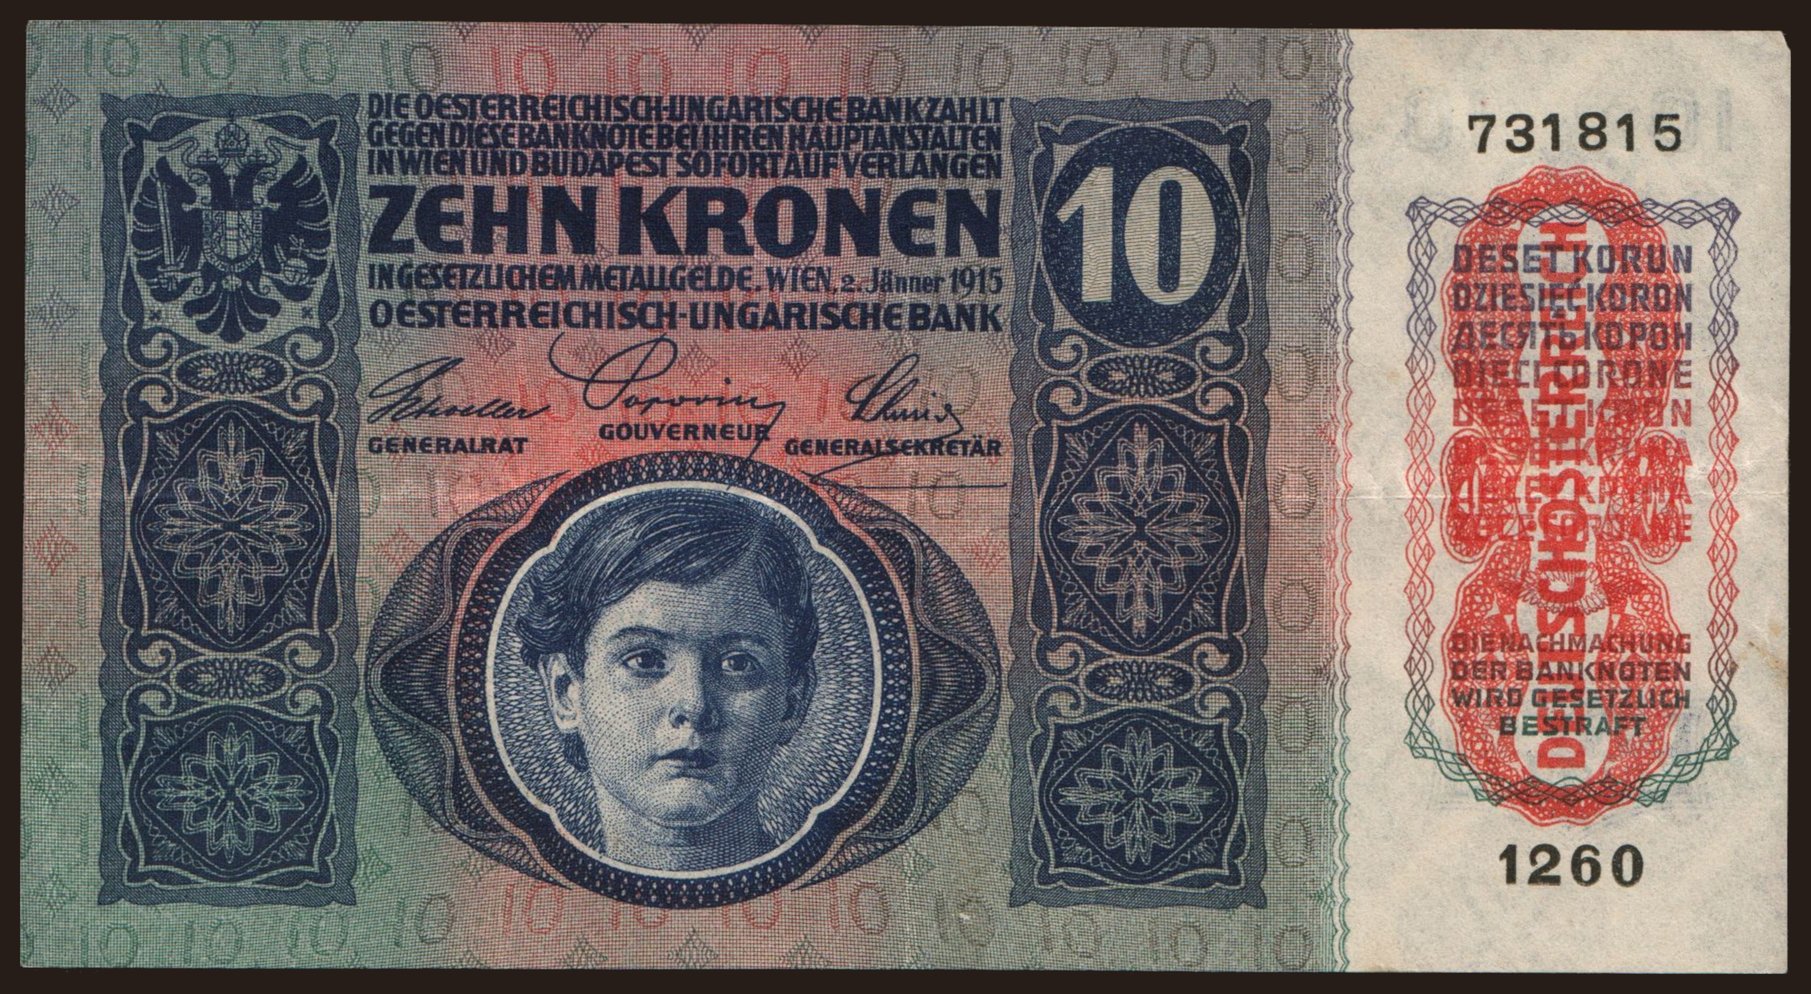 DIE OESTERREICHISCH-UNGARISCHE BANK ZAHLT
GEGEN DIESE BANKNOTE BEI IHREN HAUPTANSTALTEN
IN WIEN UND BUDAPEST SOFORT AUF VERLANGEN
ZEHN KRONEN
IN GESETZLICHEM METALLGELDE. WIEN, 2. Jänner 1915
OESTERREICHISCH-UNGARISCHE BANK
GENERALRAT
GOUVERNEUR
GENERALSEKRETÄR
10
731815
DESET KORUN
DZIESIĘĆ KORON
ДЕСЯТЬ КОРОН
DIECI CORONE
DESET KRON
DIE NACHMACHUNG
DER BANKNOTEN
WIRD GESETZLICH
BESTRAFT
DEUTSCHÖSTERREICH
1260